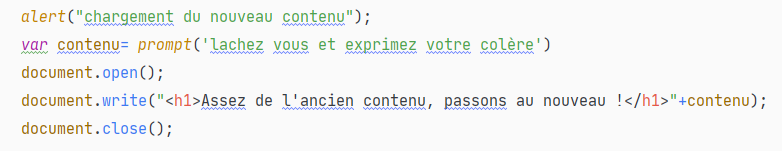 alert("chargement du nouveau contenu");
var contenu= prompt('lachez vous et exprimez votre colère')
document.open();
document.write("<h1>Assez de l'ancien contenu, passons au nouveau !</h1>"+contenu);
document.close();